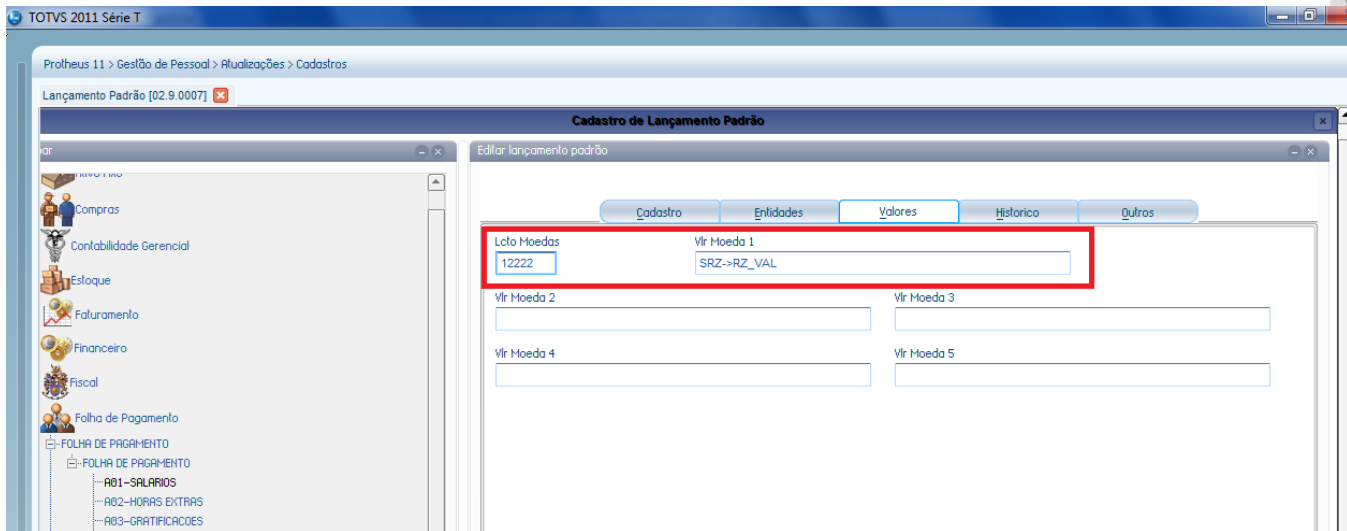 TOTVS 2011 Série T
Protheus 11 > Gestão de Pessoal > Atualizações > Cadastros
Lançamento Padrão [02.9.0007]
Cadastro de Lançamento Padrão
Editar lançamento padrão
Compras
Contabilidade Gerencial
Estoque
Faturamento
Financeiro
Fiscal
Folha de Pagamento
FOLHA DE PAGAMENTO
FOLHA DE PAGAMENTO
A01-SALARIOS
A02-HORAS EXTRAS
A03-GRATIFICACOES
Cadastro Entidades Valores Historico Outros
Lcto Moedas Vlr Moeda 1
12222 SRZ->RZ_VAL
Vlr Moeda 2 Vlr Moeda 3
Vlr Moeda 4 Vlr Moeda 5